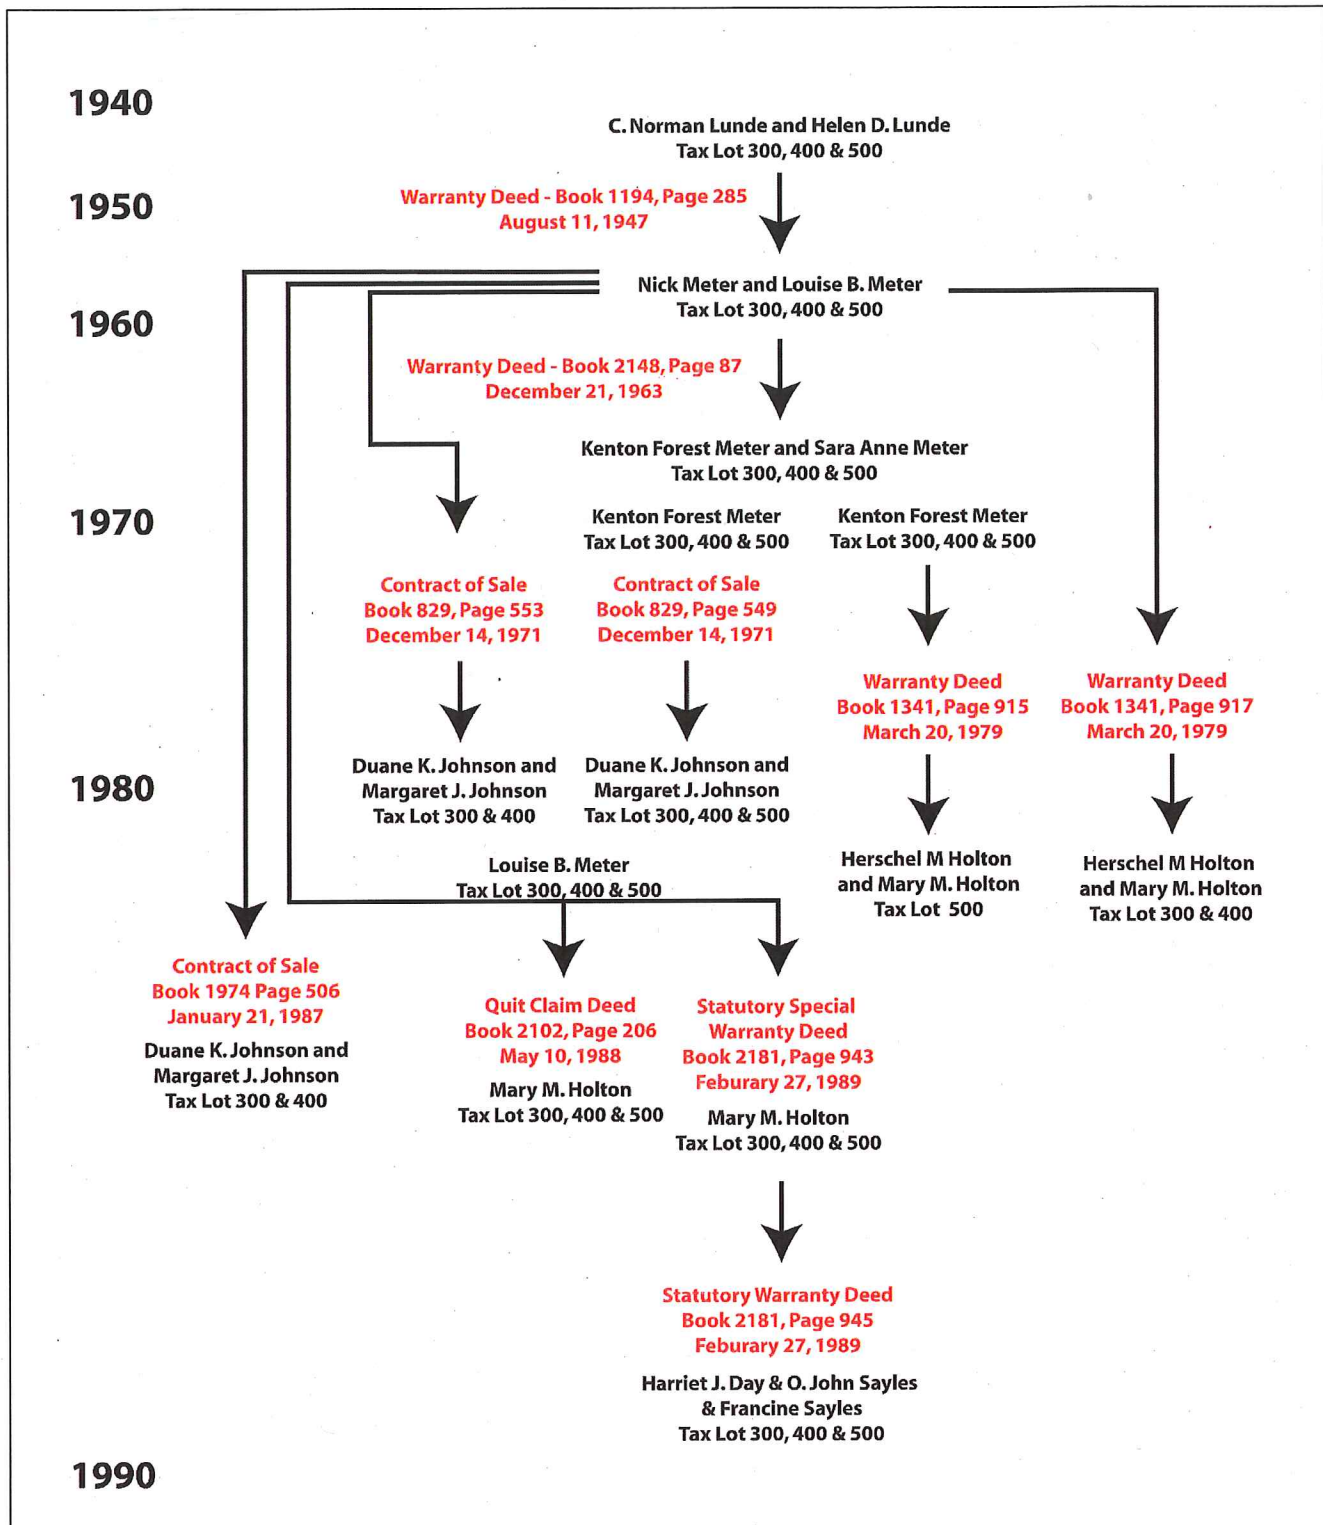 1940
C. Norman Lunde and Helen D. Lunde
Tax Lot 300, 400 & 500
1950
Warranty Deed - Book 1194, Page 285
August 11, 1947
Nick Meter and Louise B. Meter
Tax Lot 300, 400 & 500
1960
Warranty Deed - Book 2148, Page 87
December 21, 1963
Kenton Forest Meter and Sara Anne Meter
Tax Lot 300, 400 & 500
1970
Kenton Forest Meter
Tax Lot 300, 400 & 500
Kenton Forest Meter
Tax Lot 300, 400 & 500
Contract of Sale
Book 829, Page 553
December 14, 1971
Contract of Sale
Book 829, Page 549
December 14, 1971
Warranty Deed
Book 1341, Page 915
March 20, 1979
Warranty Deed
Book 1341, Page 917
March 20, 1979
1980
Duane K. Johnson and
Margaret J. Johnson
Tax Lot 300 & 400
Duane K. Johnson and
Margaret J. Johnson
Tax Lot 300, 400 & 500
Herschel M Holton
and Mary M. Holton
Tax Lot 500
Herschel M Holton
and Mary M. Holton
Tax Lot 300 & 400
Louise B. Meter
Tax Lot 300, 400 & 500
Contract of Sale
Book 1974 Page 506
January 21, 1987
Duane K. Johnson and
Margaret J. Johnson
Tax Lot 300 & 400
Quit Claim Deed
Book 2102, Page 206
May 10, 1988
Mary M. Holton
Tax Lot 300, 400 & 500
Statutory Special
Warranty Deed
Book 2181, Page 943
Feburary 27, 1989
Mary M. Holton
Tax Lot 300, 400 & 500
Statutory Warranty Deed
Book 2181, Page 945
Feburary 27, 1989
Harriet J. Day & O. John Sayles
& Francine Sayles
Tax Lot 300, 400 & 500
1990